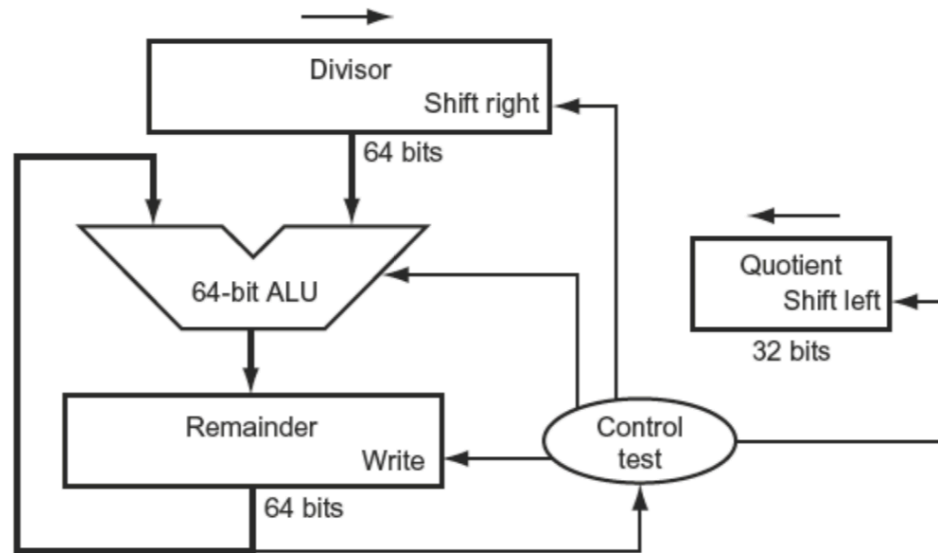 Divisor
Shift right
64 bits
Quotient
Shift left
32 bits
64-bit ALU
Remainder
Write
64 bits
Control
test